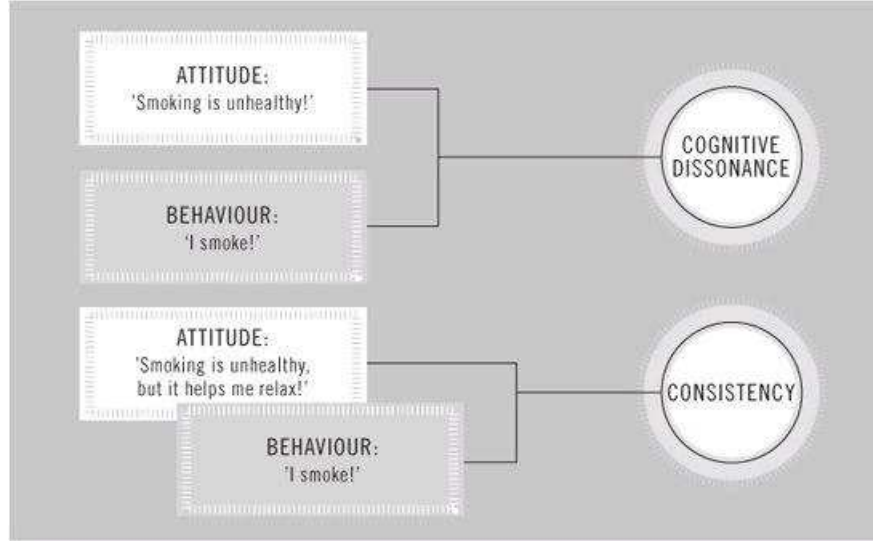 ATTITUDE:
'Smoking is unhealthy!'
COGNITIVE
DISSONANCE
BEHAVIOUR:
'I smoke!'
ATTITUDE:
'Smoking is unhealthy,
but it helps me relax!'
CONSISTENCY
BEHAVIOUR:
'I smoke!'